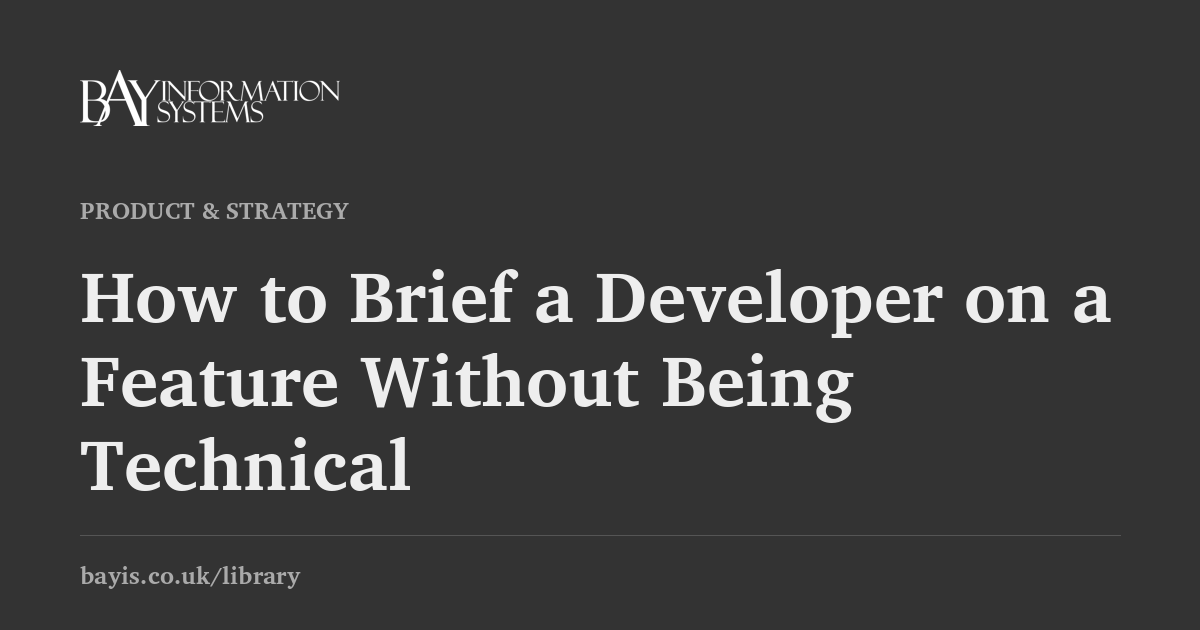 BAY INFORMATION
SYSTEMS
PRODUCT & STRATEGY
How to Brief a Developer on a
Feature Without Being
Technical
bayis.co.uk/library